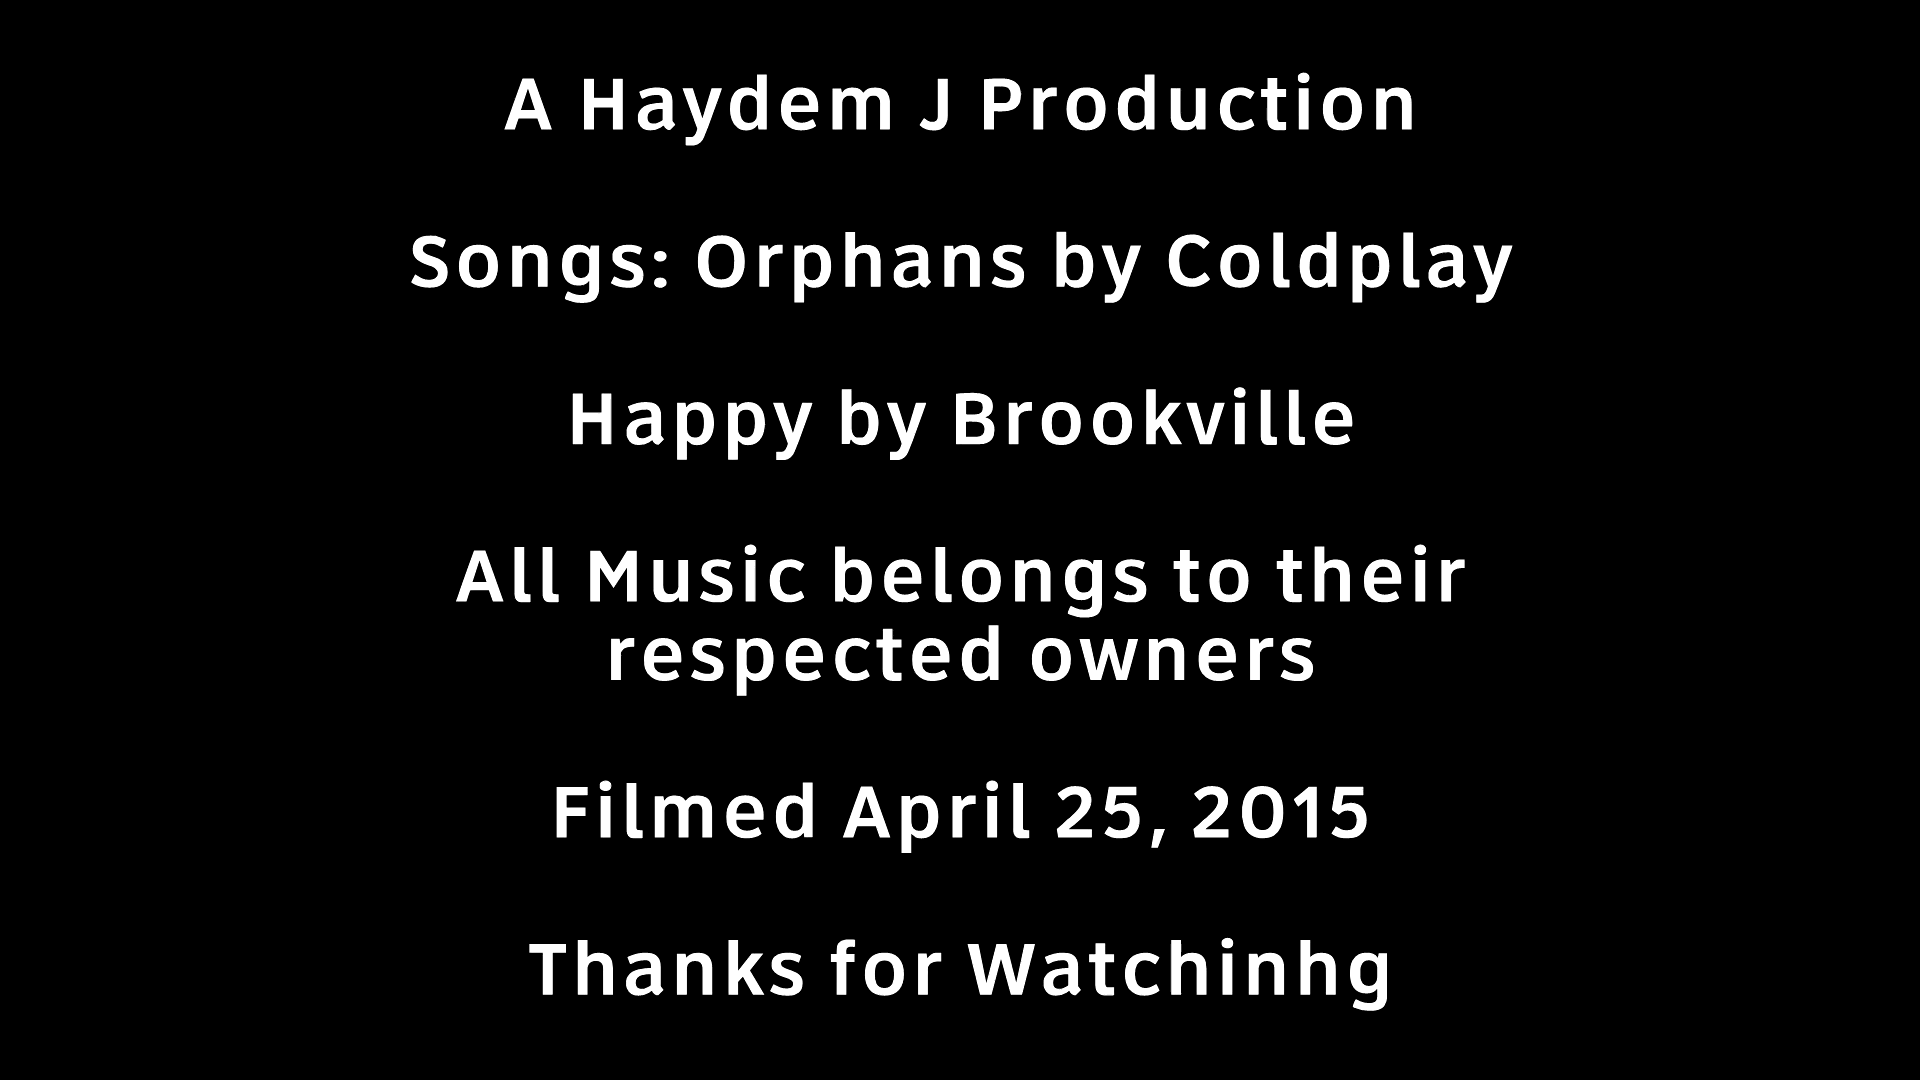 A Haydem J Production
Songs: Orphans by Coldplay
Happy by Brookville
All Music belongs to their
respected owners
Filmed April 25, 2015
Thanks for Watchinhg